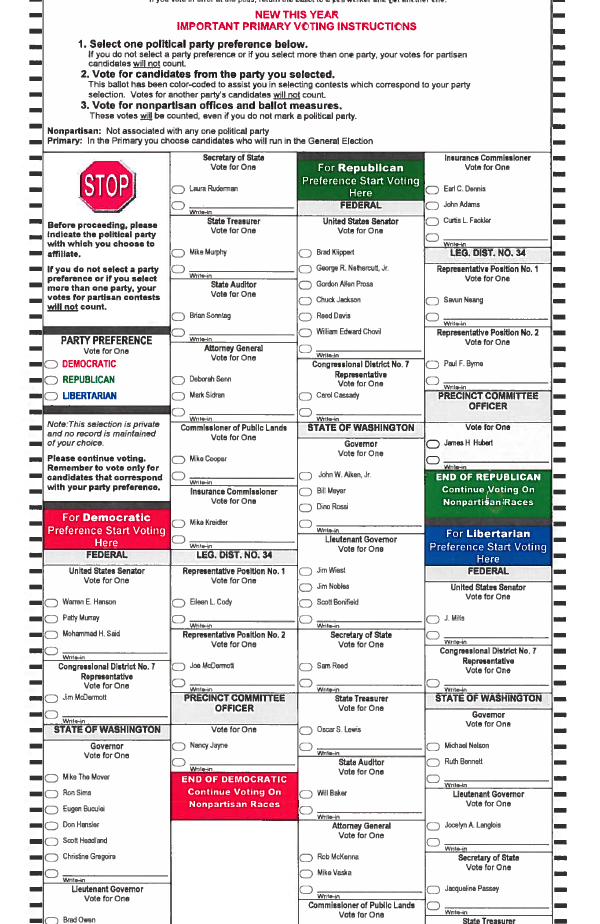 NEW THIS YEAR
IMPORTANT PRIMARY VOTING INSTRUCTIONS
1. Select one political party preference below.
If you do not select a party preference or if you select more than one party, your votes for partisan
candidates will not count.
2. Vote for candidates from the party you selected.
This ballot has been color-coded to assist you in selecting contests which correspond to your party
selection. Votes for another party's candidates will not count.
3. Vote for nonpartisan offices and ballot measures.
These votes will be counted, even if you do not mark a political party.
Nonpartisan: Not associated with any one political party
Primary: In the Primary you choose candidates who will run in the General Election
STOP
Before proceeding, please
indicate the political party
with which you choose to
affiliate.
If you do not select a party
preference or if you select
more than one party, your
votes for partisan contests
will not count.
PARTY PREFERENCE
Vote for One
DEMOCRATIC
REPUBLICAN
LIBERTARIAN
Note: This selection is private
and no record is maintained
of your choice.
Please continue voting.
Remember to vote only for
candidates that correspond
with your party preference.
For Democratic
Preference Start Voting
Here
FEDERAL
United States Senator
Vote for One
Warren E. Hanson
Patty Murray
Mohammad H. Said
Write-in
Congressional District No. 7
Representative
Vote for One
Jim McDermott
Write-in
STATE OF WASHINGTON
Governor
Vote for One
Mike The Mover
Ron Sims
Eugen Buculei
Don Hansler
Scott Headland
Christine Gregoire
Write-in
Lieutenant Governor
Vote for One
Brad Owen
Secretary of State
Vote for One
Laura Ruderman
Write-in
State Treasurer
Vote for One
Mike Murphy
Write-in
State Auditor
Vote for One
Brian Sonntag
Write-in
Attorney General
Vote for One
Deborah Senn
Mark Sidran
Write-in
Commissioner of Public Lands
Vote for One
Mike Cooper
Write-in
Insurance Commissioner
Vote for One
Mike Kreidler
Write-in
LEG. DIST. NO. 34
Representative Position No. 1
Vote for One
Eileen L. Cody
Write-in
Representative Position No. 2
Vote for One
Joe McDermott
Write-in
PRECINCT COMMITTEE
OFFICER
Vote for One
Nancy Jayne
Write-in
END OF DEMOCRATIC
Continue Voting On
Nonpartisan Races
For Republican
Preference Start Voting
Here
FEDERAL
United States Senator
Vote for One
Brad Klippert
George R. Nethercutt, Jr.
Gordon Allen Pross
Chuck Jackson
Reed Davis
William Edward Chovil
Write-in
Congressional District No. 7
Representative
Vote for One
Carol Cassady
Write-in
STATE OF WASHINGTON
Governor
Vote for One
John W. Aiken, Jr.
Bill Meyer
Dino Rossi
Write-in
Lieutenant Governor
Vote for One
Jim Wiest
Jim Nobles
Scott Bonifield
Write-in
Secretary of State
Vote for One
Sam Reed
Write-in
State Treasurer
Vote for One
Oscar S. Lewis
Write-in
State Auditor
Vote for One
Will Baker
Write-in
Attorney General
Vote for One
Rob McKenna
Mike Vaska
Write-in
Commissioner of Public Lands
Vote for One
Insurance Commissioner
Vote for One
Earl C. Dennis
John Adams
Curtis L. Fackler
Write-in
LEG. DIST. NO. 34
Representative Position No. 1
Vote for One
Savun Neang
Write-in
Representative Position No. 2
Vote for One
Paul F. Byrne
Write-in
PRECINCT COMMITTEE
OFFICER
Vote for One
James H Hubert
Write-in
END OF REPUBLICAN
Continue Voting On
Nonpartisan Races
For Libertarian
Preference Start Voting
Here
FEDERAL
United States Senator
Vote for One
J. Mills
Write-in
Congressional District No. 7
Representative
Vote for One
Write-in
STATE OF WASHINGTON
Governor
Vote for One
Michael Nelson
Ruth Bennett
Write-in
Lieutenant Governor
Vote for One
Jocelyn A. Langlois
Write-in
Secretary of State
Vote for One
Jacqueline Passey
Write-in
State Treasurer